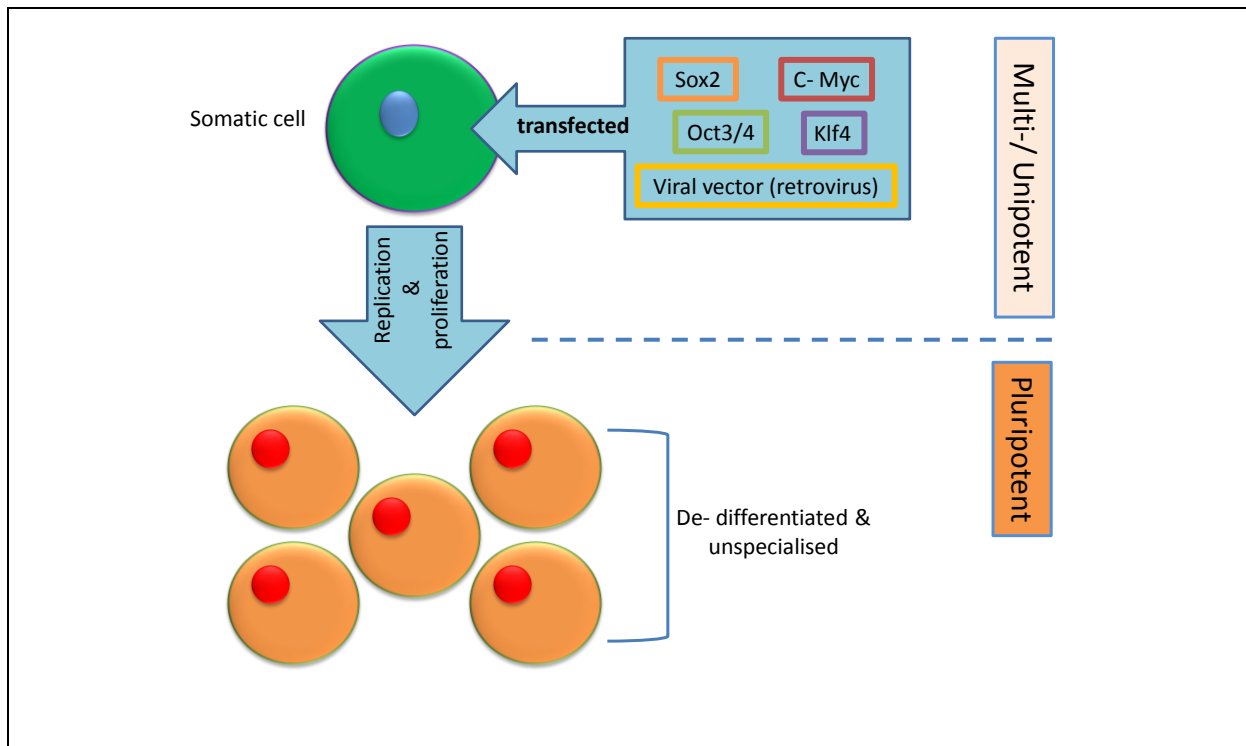 Sox2
C- Myc
Somatic cell
transfected
Oct3/4
Klf4
Viral vector (retrovirus)
Multi-/ Unipotent
Replication
&
proliferation
Pluripotent
De- differentiated &
unspecialised